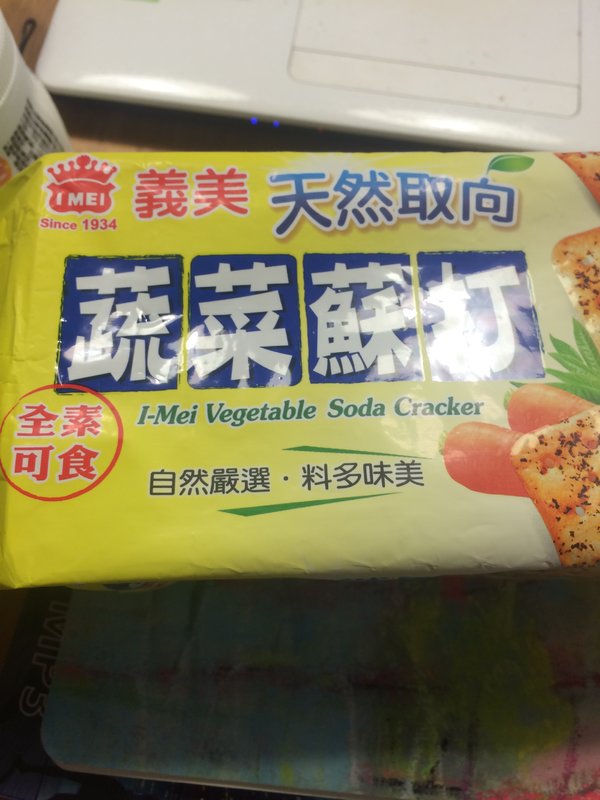 I MEI
Since 1934
義美
天然取向
蔬菜蘇打
I-Mei Vegetable Soda Cracker
全素
可食
自然嚴選・料多味美
MP3